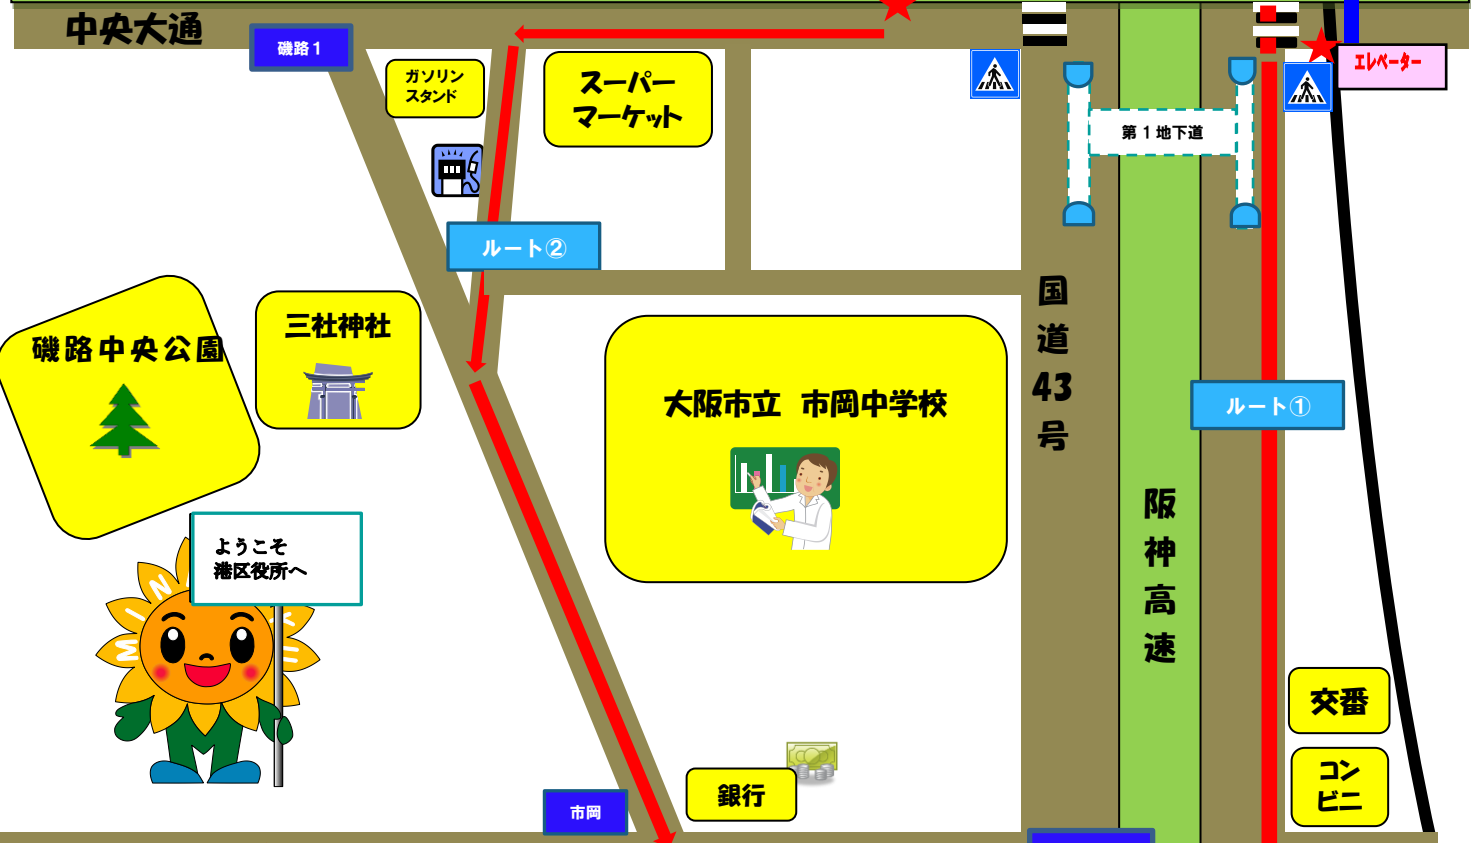 中央大通
磯路1
ガソリン
スタンド
スーパー
マーケット
エレベーター
第1地下道
ルート②
国道43号
三社神社
磯路中央公園
大阪市立 市岡中学校
ルート①
阪神高速
ようこそ
港区役所へ
交番
コン
ビニ
銀行
市岡